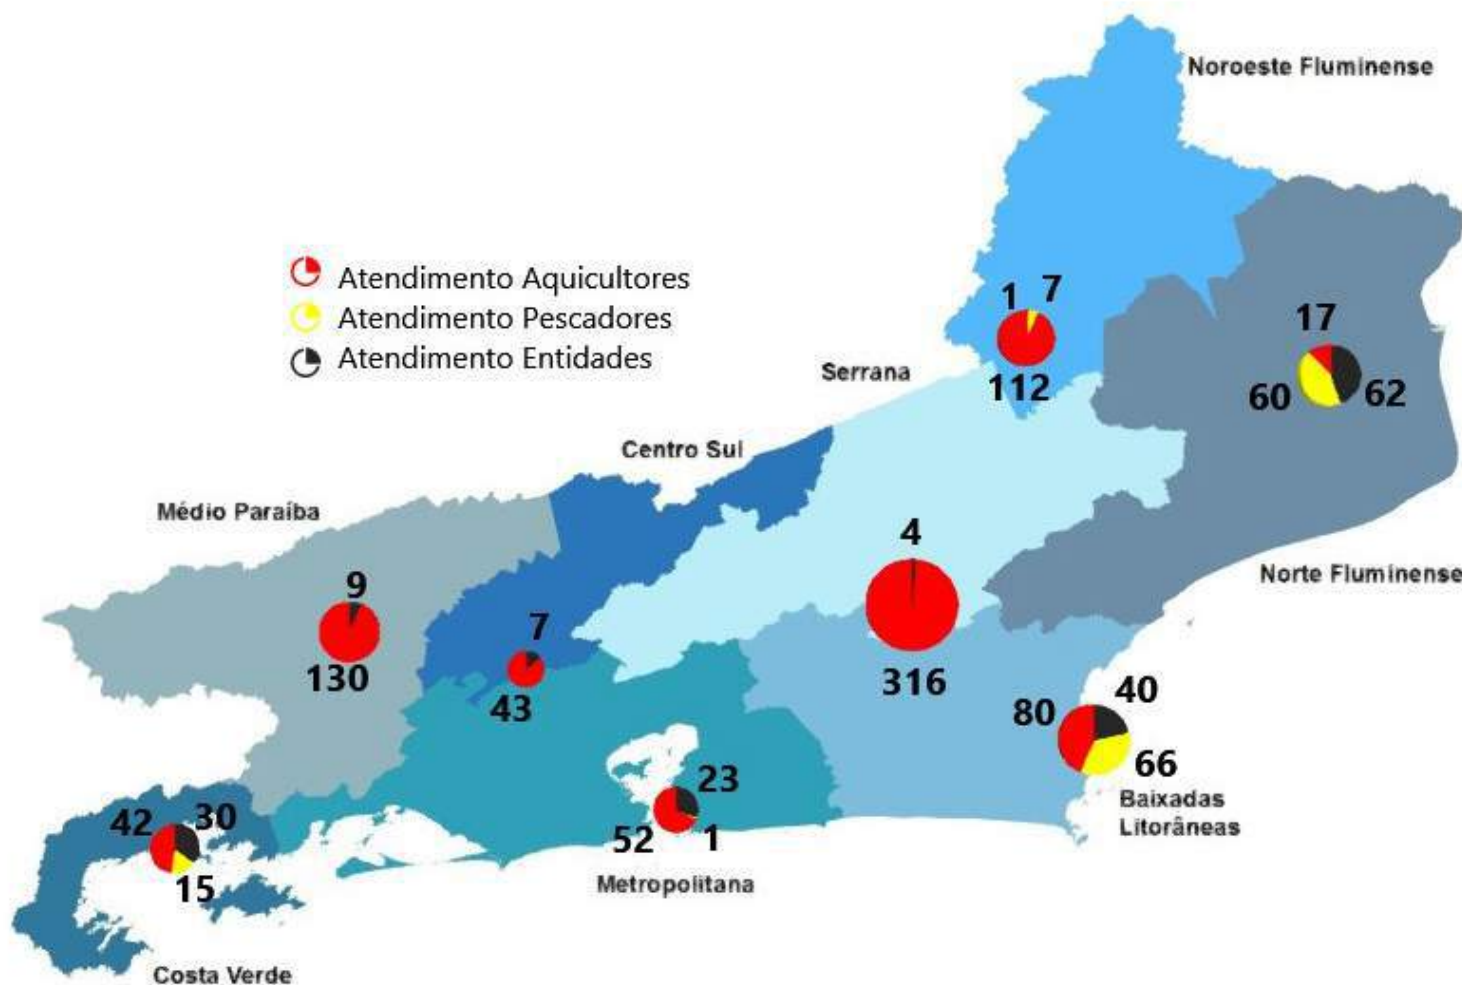 Noroeste Fluminense
Atendimento Aquicultores
Atendimento Pescadores
Atendimento Entidades
1 7
112
17
60 62
Serrana
Centro Sul
Médio Paraíba
4
316
Norte Fluminense
9
130
7
43
80 40
66
Baixadas
Litorâneas
23
52 1
Metropolitana
42 30
15
Costa Verde